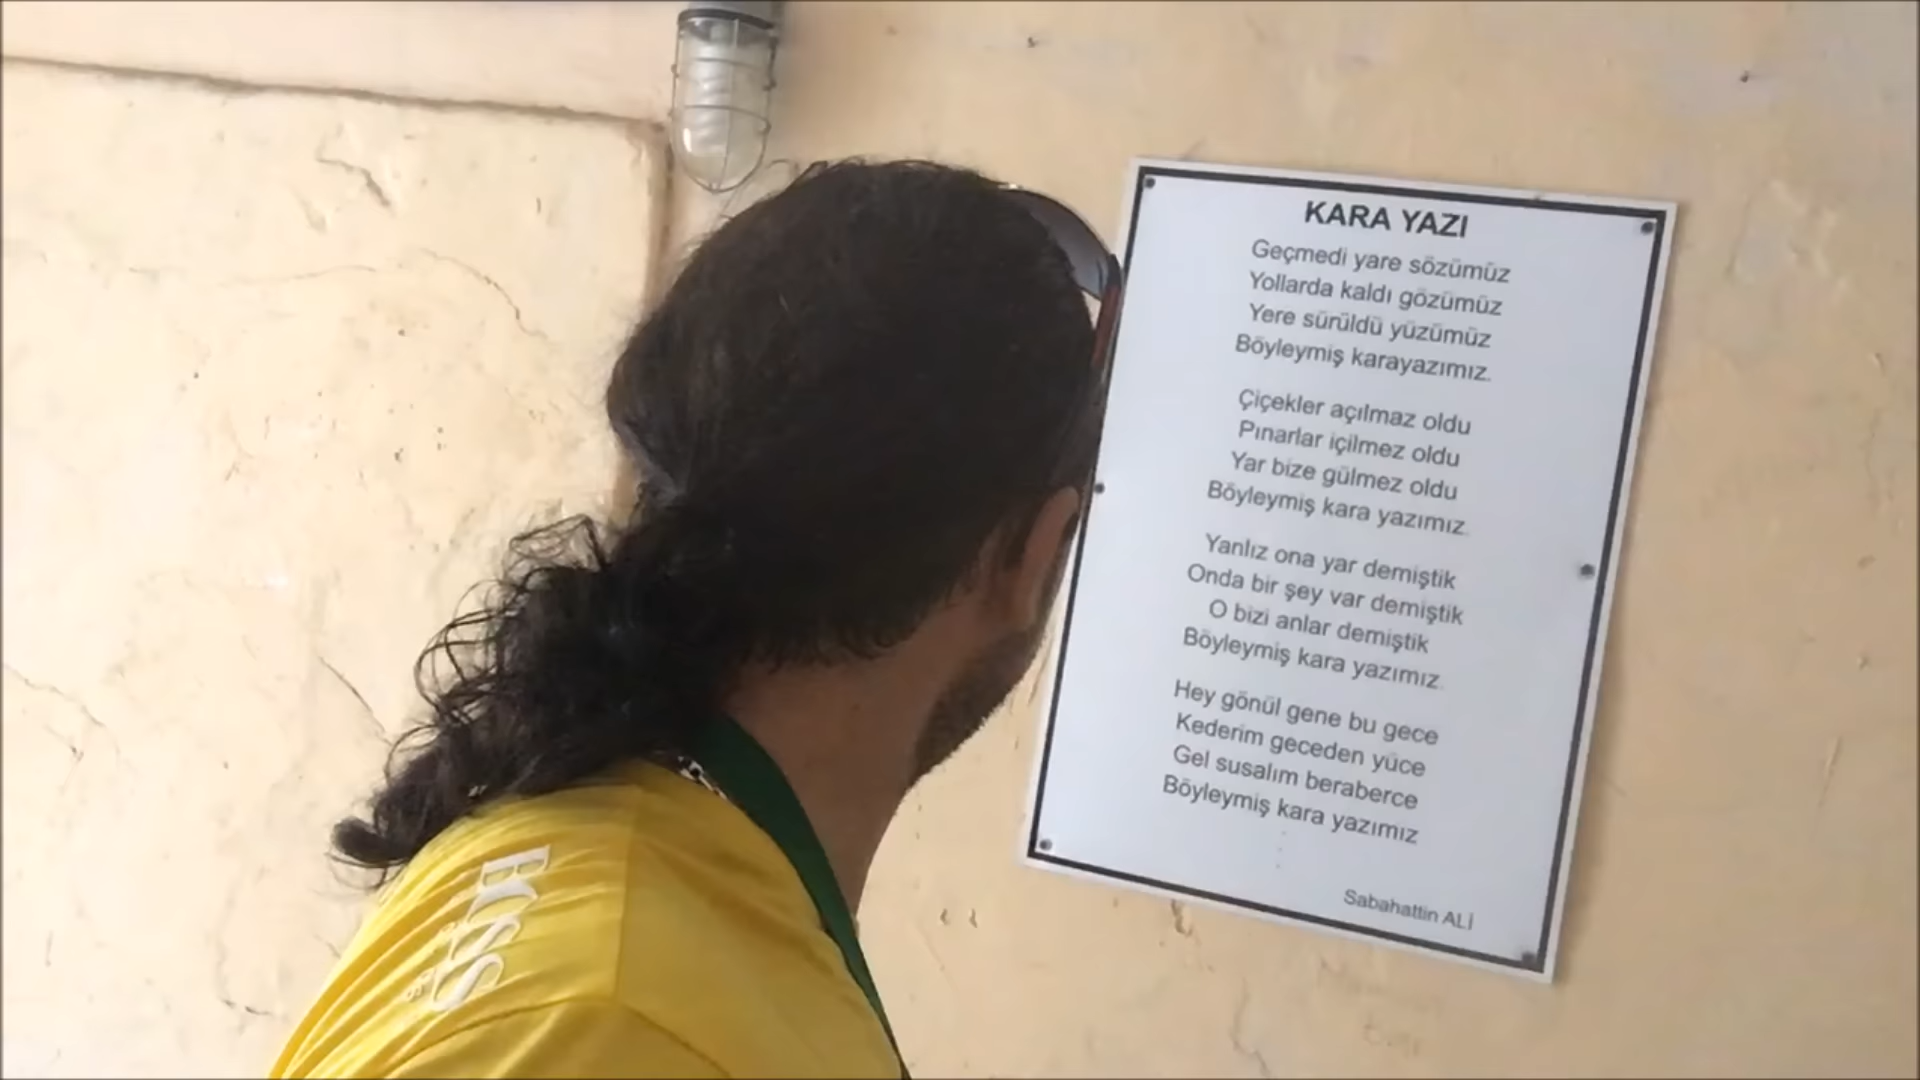 KARA YAZI
Geçmedi yare sözümüz
Yollarda kaldı gözümüz
Yere sürüldü yüzümüz
Böyleymiş karayazımız.
Çiçekler açılmaz oldu
Pınarlar içilmez oldu
Yar bize gülmez oldu
Böyleymiş kara yazımız.
Yanlız ona yar demiştik
Onda bir şey var demiştik
O bizi anlar demiştik
Böyleymiş kara yazımız.
Hey gönül gene bu gece
Kederim geceden yüce
Gel susalım beraberce
Böyleymiş kara yazımız
Sabahattin ALİ